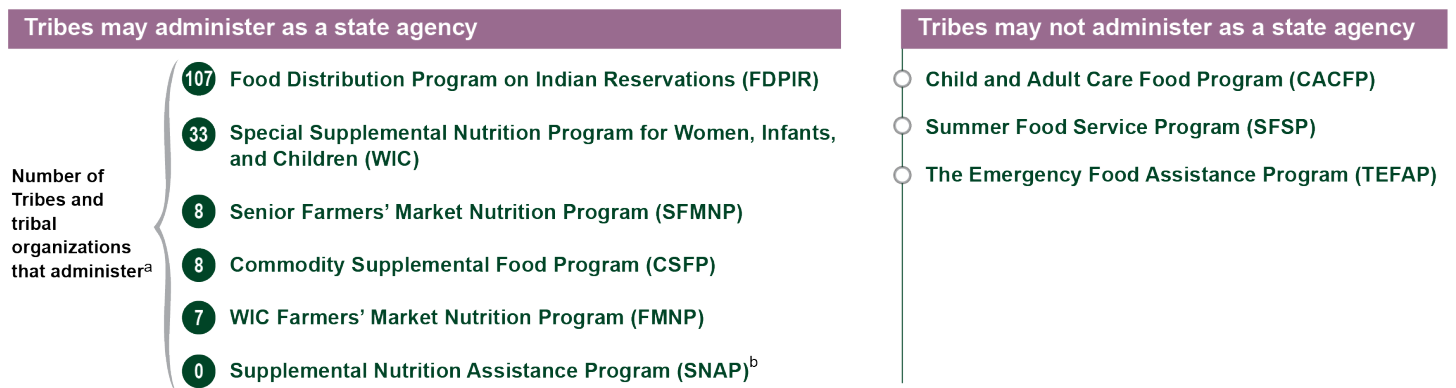 Tribes may administer as a state agency
Number of
Tribes and
tribal
organizations
that administerᵃ
107 Food Distribution Program on Indian Reservations (FDPIR)
33 Special Supplemental Nutrition Program for Women, Infants,
and Children (WIC)
8 Senior Farmers’ Market Nutrition Program (SFMNP)
8 Commodity Supplemental Food Program (CSFP)
7 WIC Farmers’ Market Nutrition Program (FMNP)
0 Supplemental Nutrition Assistance Program (SNAP)ᵇ
Tribes may not administer as a state agency
Child and Adult Care Food Program (CACFP)
Summer Food Service Program (SFSP)
The Emergency Food Assistance Program (TEFAP)